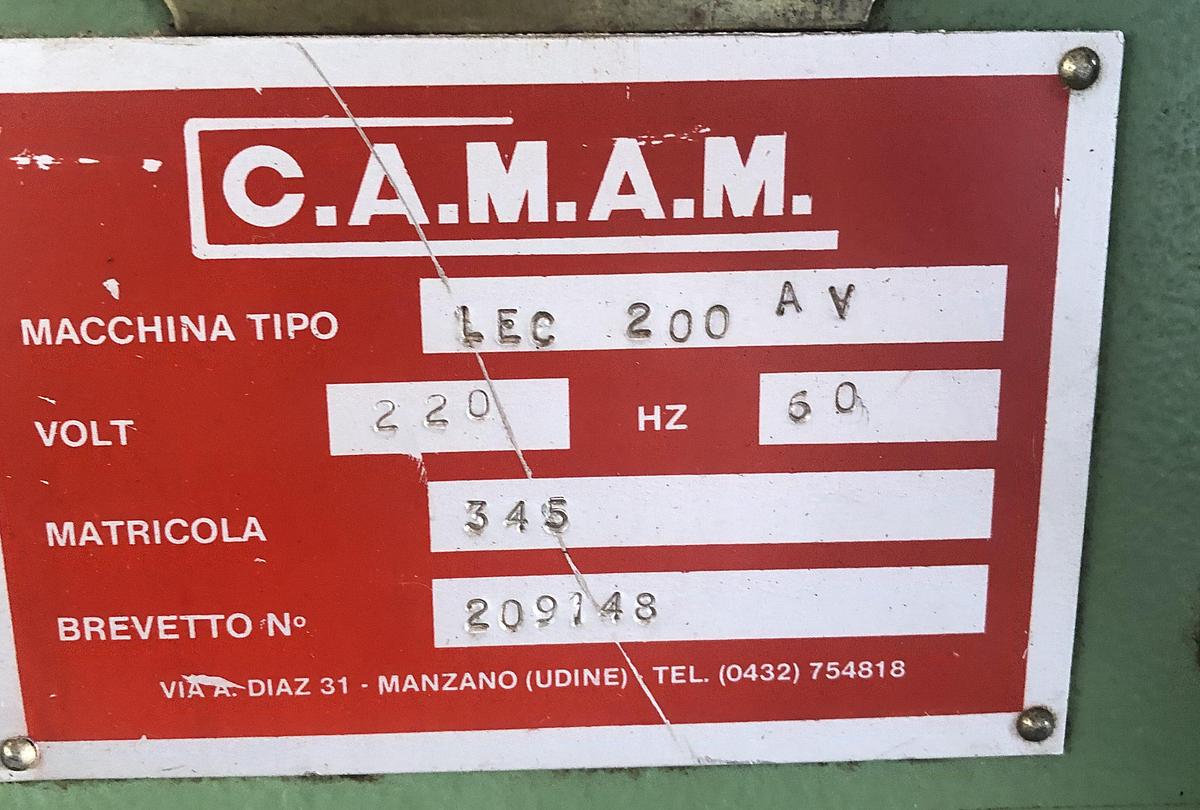 C.A.M.A.M.
MACCHINA TIPO LEC 200 AV
VOLT 220 HZ 60
MATRICOLA 345
BREVETTO Nº 209148
VIA A. DIAZ 31 - MANZANO (UDINE) - TEL. (0432) 754818